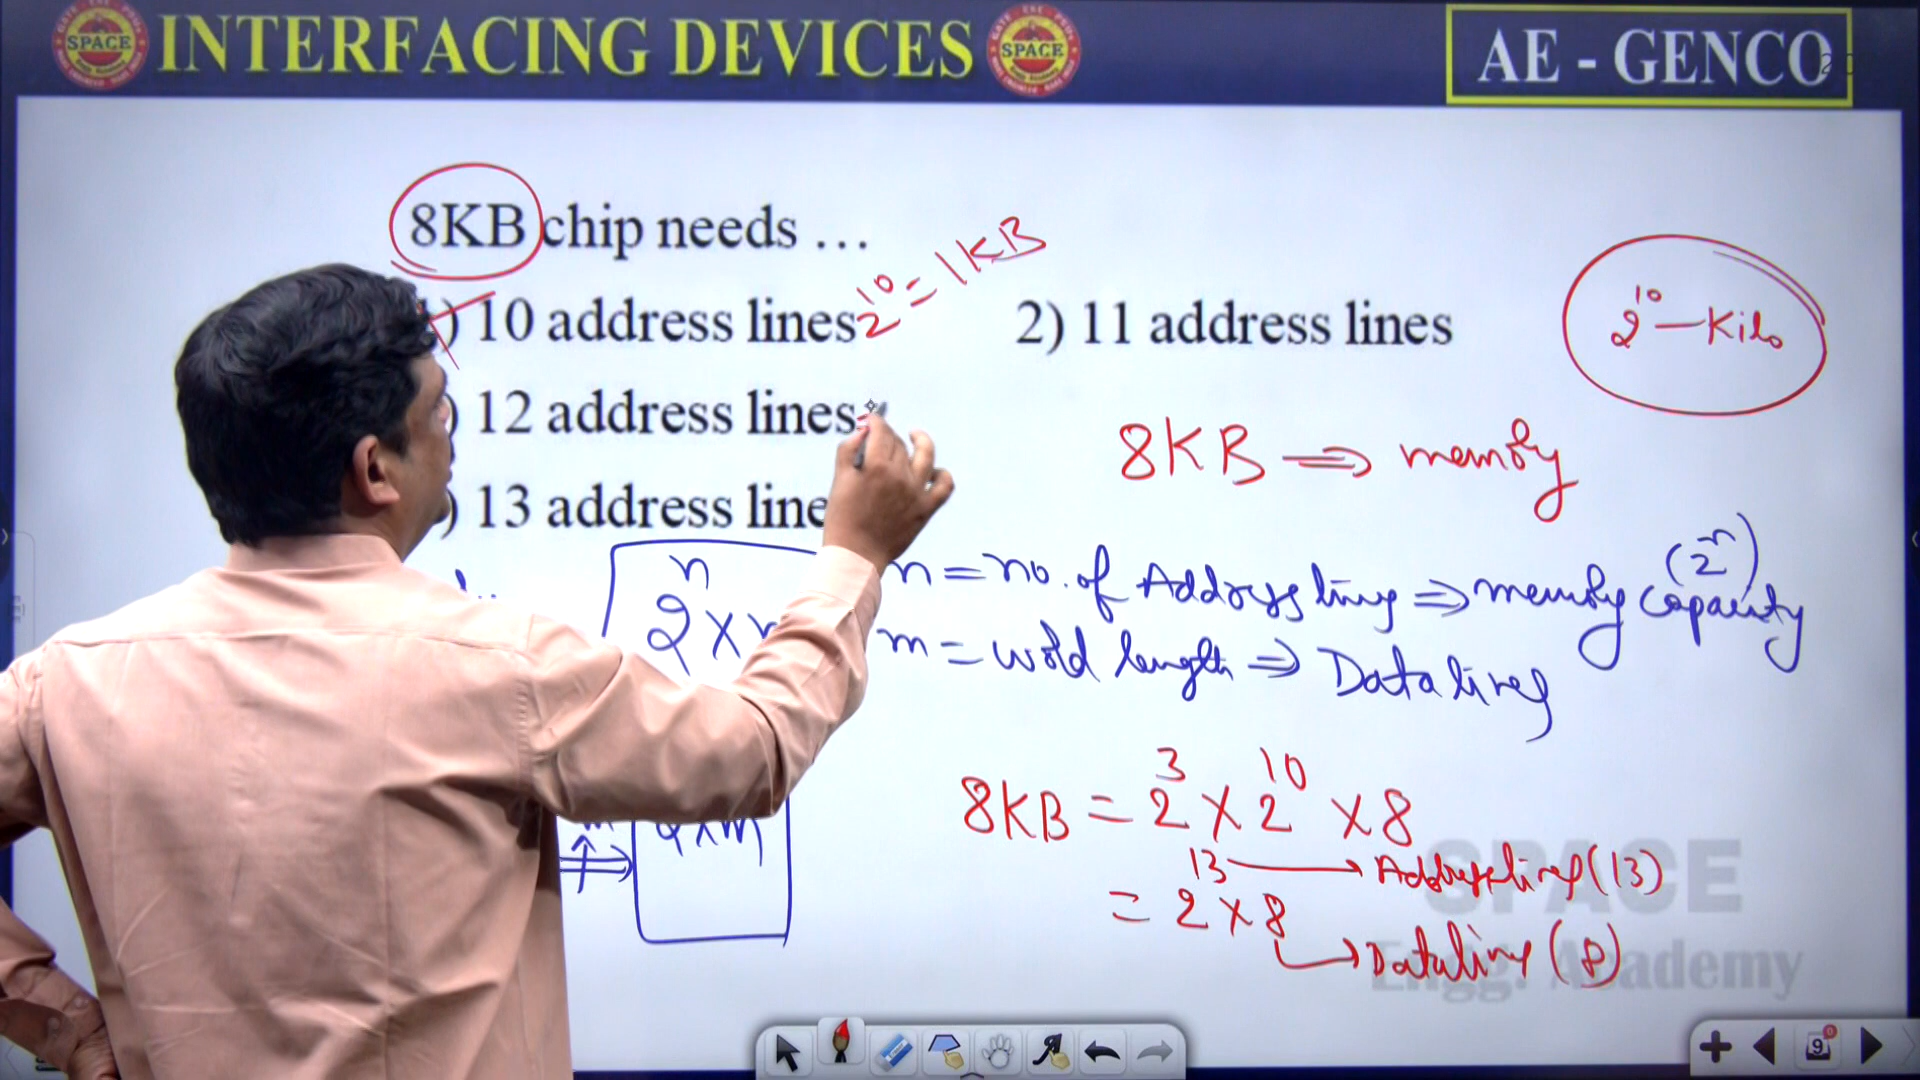 SPACE INTERFACING DEVICES SPACE
AE - GENCO
8KB chip needs …
) 10 address lines 2^10 = 1KB
2) 11 address lines
2^10 — Kilo
) 12 address lines
8KB ⇒ memory
) 13 address line
2^n ×
n = no. of Address lines ⇒ memory capacity (2^n)
m = word length ⇒ Data lines
8KB = 2^3 × 2^10 × 8
= 2^13 × 8
Address lines (13)
Data lines (8)
SPACE
Engg. Academy
9